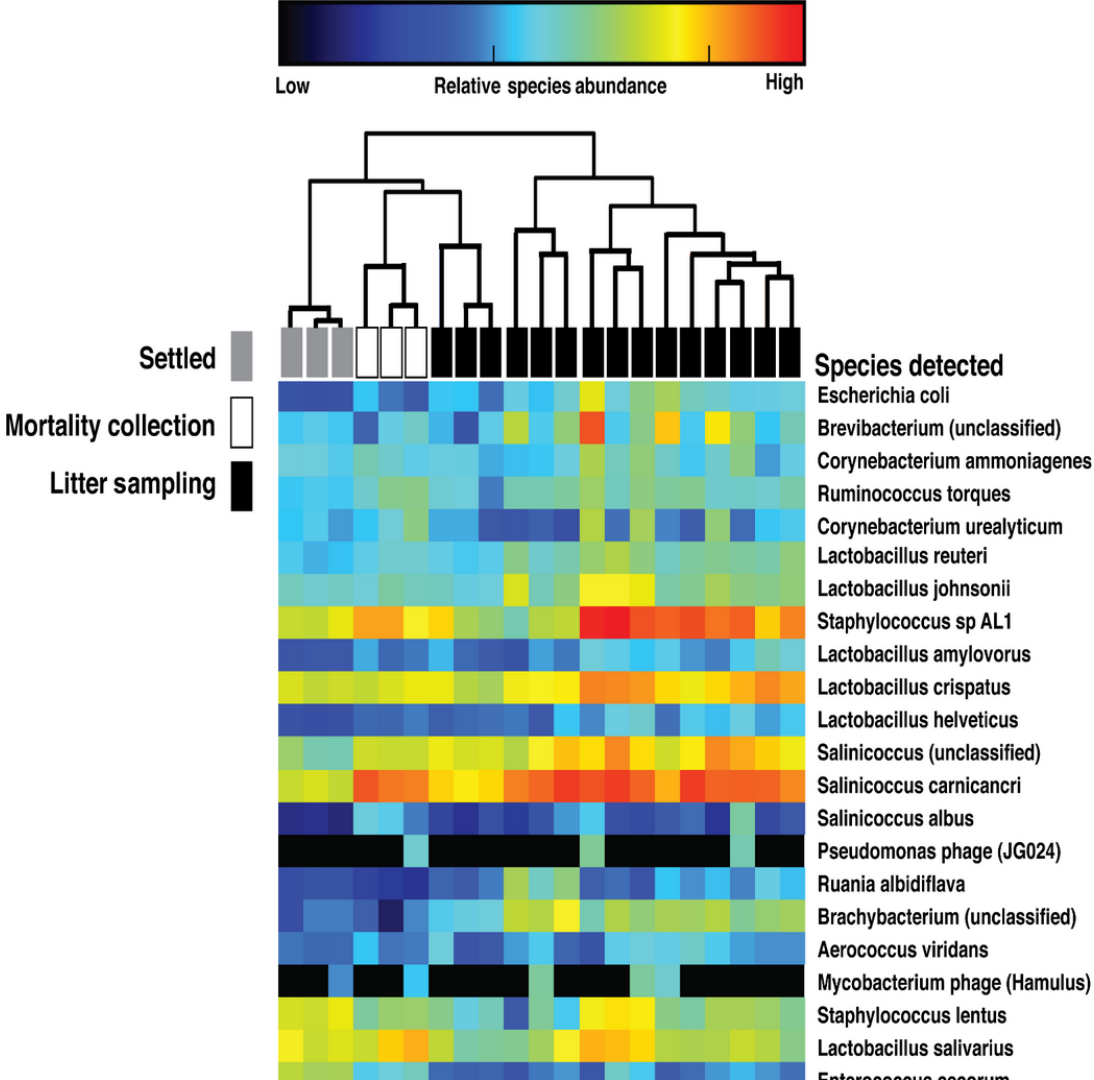 Low
Relative species abundance
High
Settled
Mortality collection
Litter sampling
Species detected
Escherichia coli
Brevibacterium (unclassified)
Corynebacterium ammoniagenes
Ruminococcus torques
Corynebacterium urealyticum
Lactobacillus reuteri
Lactobacillus johnsonii
Staphylococcus sp AL1
Lactobacillus amylovorus
Lactobacillus crispatus
Lactobacillus helveticus
Salinicoccus (unclassified)
Salinicoccus carnicancri
Salinicoccus albus
Pseudomonas phage (JG024)
Ruania albidiflava
Brachybacterium (unclassified)
Aerococcus viridans
Mycobacterium phage (Hamulus)
Staphylococcus lentus
Lactobacillus salivarius
Enterococcus